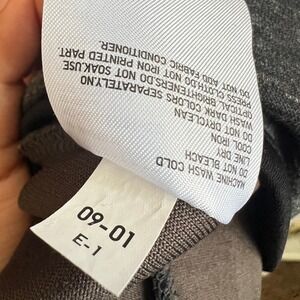 MACHINE WASH COLD
DO NOT BLEACH
LINE DRY
COOL IRON
DO NOT DRYCLEAN
WASH DARK COLORS SEPARATELY.NO
OPTICAL BRIGHTENERS.DO NOT SOAK.USE
PRESS CLOTH.DO NOT IRON PRINTED PART
DO NOT ADD FABRIC CONDITIONER.
09-01
E-1